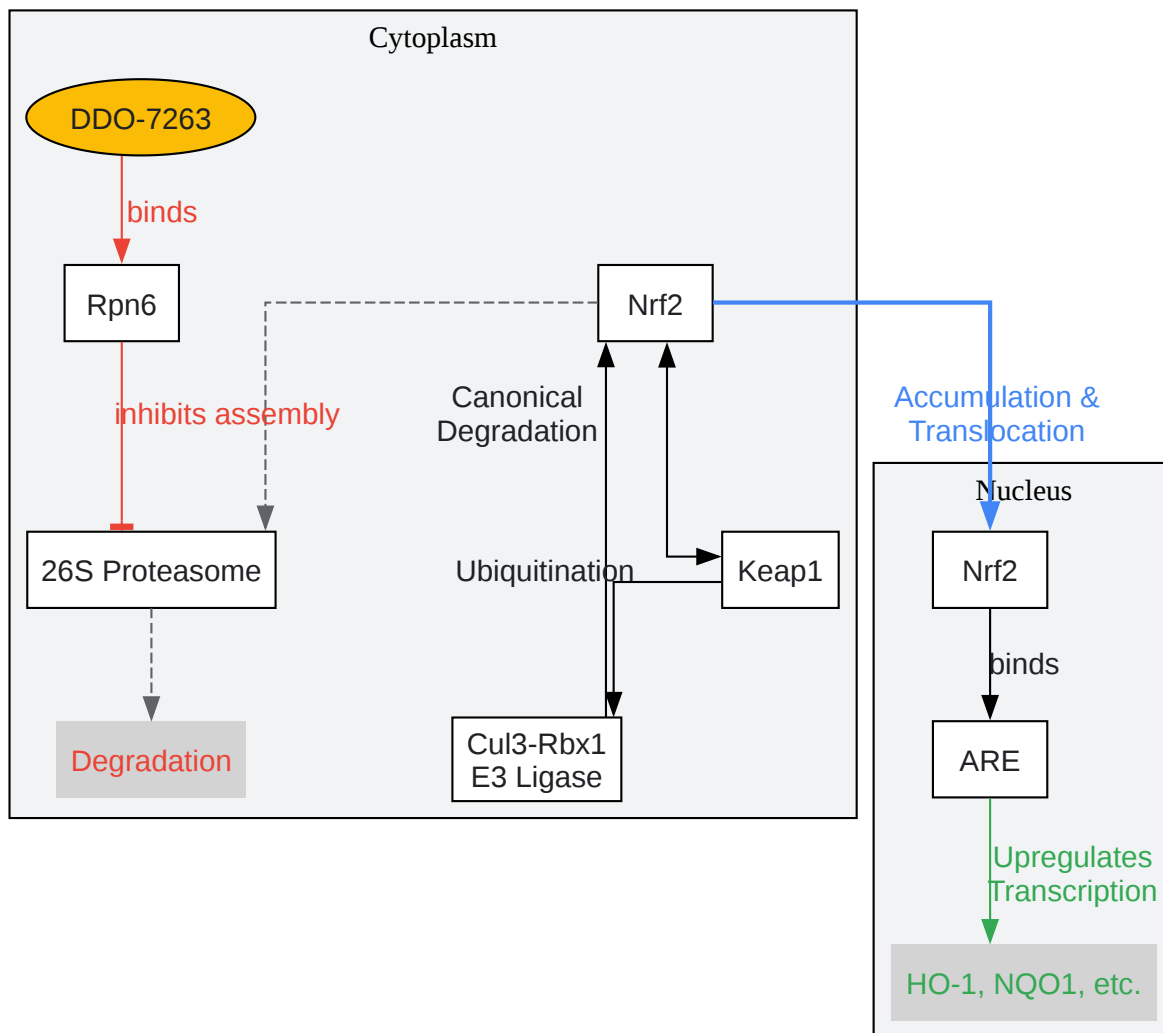 Cytoplasm
DDO-7263
binds
Rpn6
Nrf2
inhibits assembly
Canonical
Degradation
Accumulation &
Translocation
Nucleus
26S Proteasome
Ubiquitination
Keap1
Nrf2
binds
Degradation
Cul3-Rbx1
E3 Ligase
ARE
Upregulates
Transcription
HO-1, NQO1, etc.